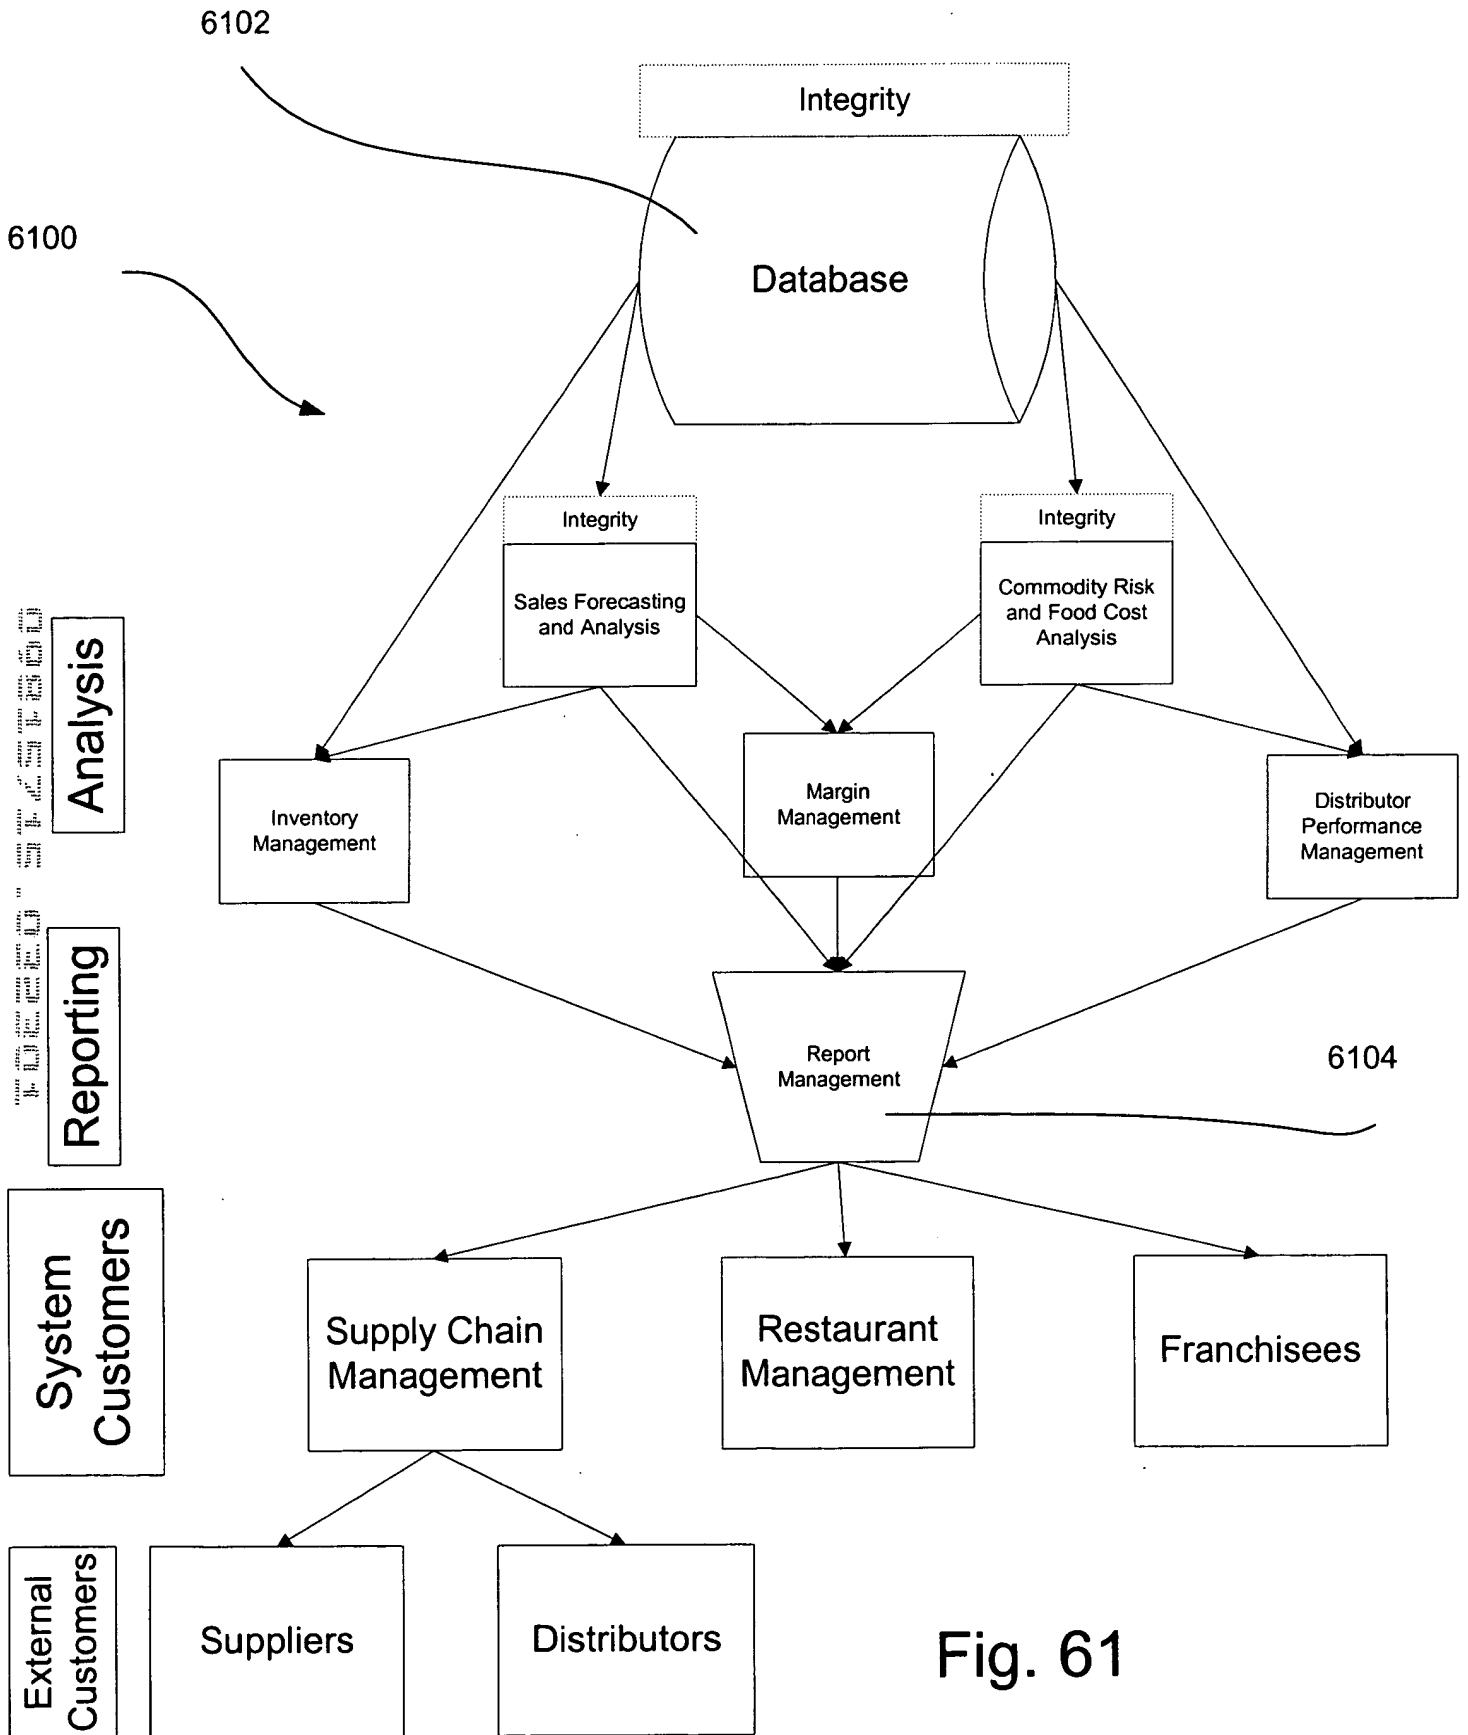 6102
Integrity
6100
Database
Integrity
Integrity
Sales Forecasting
and Analysis
Commodity Risk
and Food Cost
Analysis
Analysis
Inventory
Management
Margin
Management
Distributor
Performance
Management
Reporting
Report
Management
6104
System
Customers
Supply Chain
Management
Restaurant
Management
Franchisees
External
Customers
Suppliers
Distributors
Fig. 61